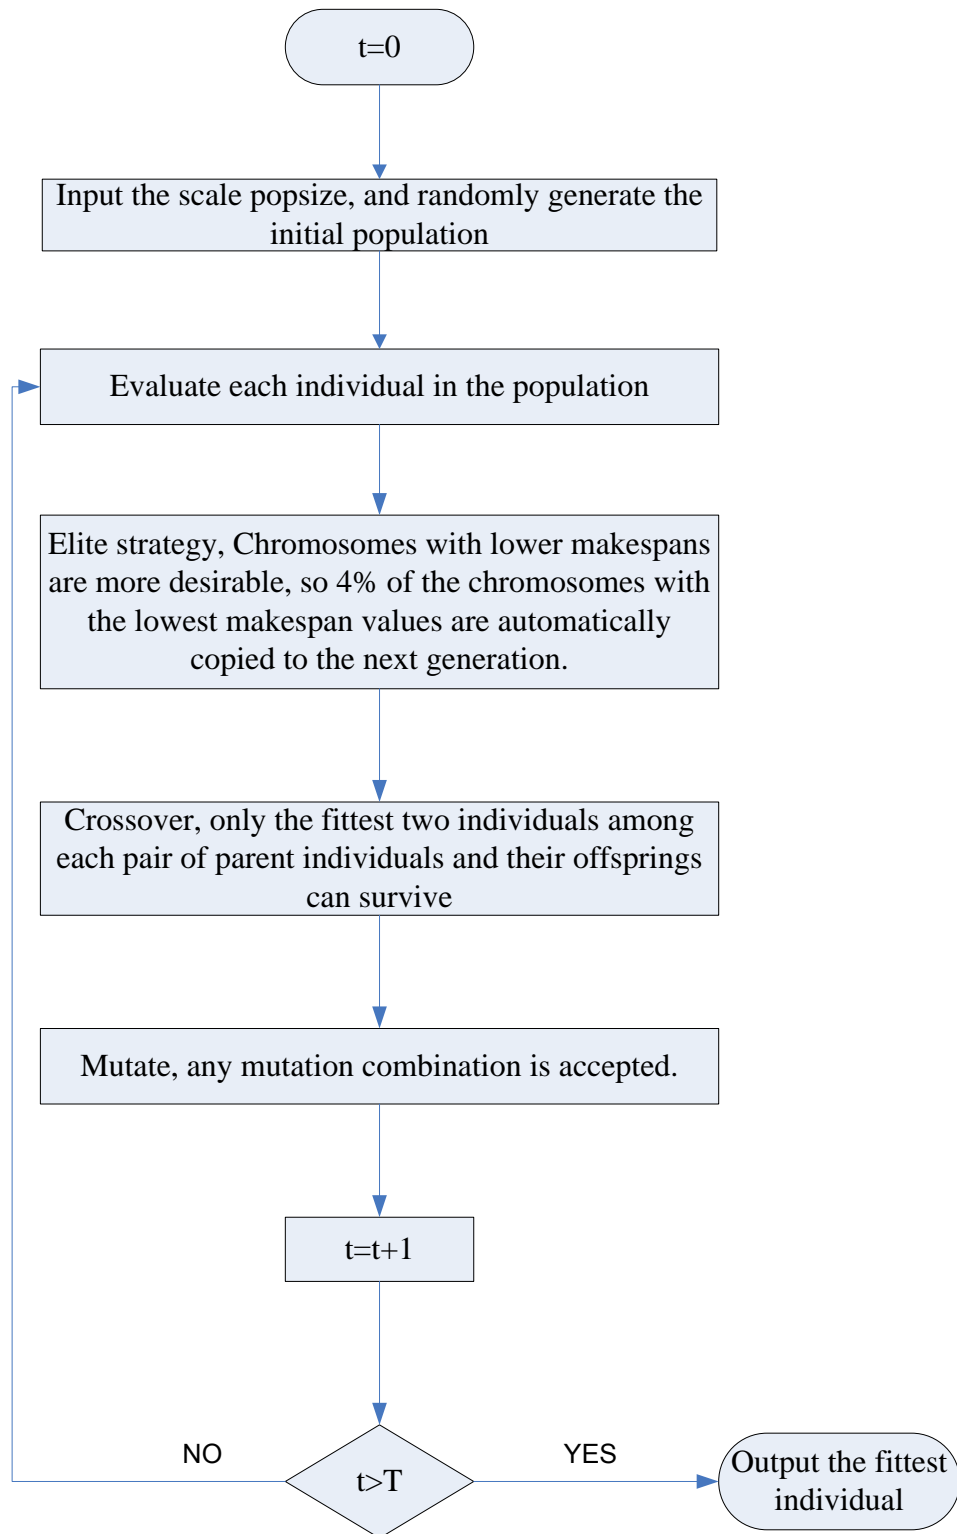 t=0
Input the scale popsize, and randomly generate the
initial population
Evaluate each individual in the population
Elite strategy, Chromosomes with lower makespans
are more desirable, so 4% of the chromosomes with
the lowest makespan values are automatically
copied to the next generation.
Crossover, only the fittest two individuals among
each pair of parent individuals and their offsprings
can survive
Mutate, any mutation combination is accepted.
t=t+1
NO
t>T
YES
Output the fittest
individual